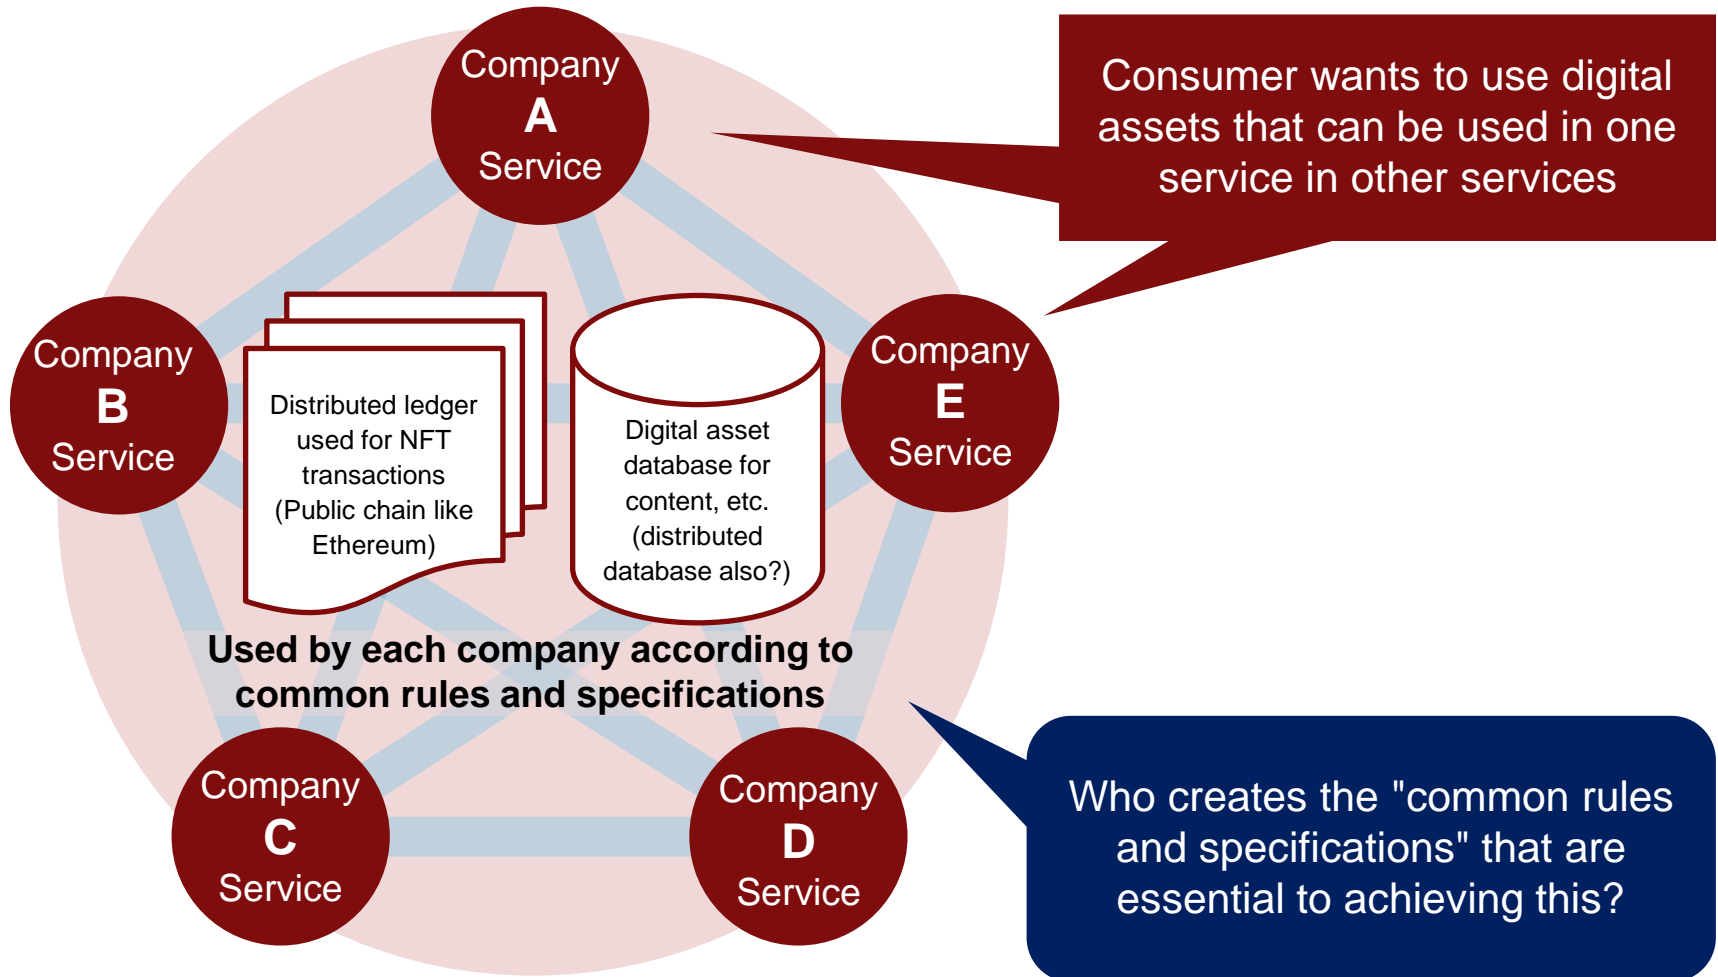 Company
A
Service
Consumer wants to use digital
assets that can be used in one
service in other services
Company
B
Service
Distributed ledger
used for NFT
transactions
(Public chain like
Ethereum)
Digital asset
database for
content, etc.
(distributed
database also?)
Company
E
Service
Used by each company according to
common rules and specifications
Company
C
Service
Company
D
Service
Who creates the "common rules
and specifications" that are
essential to achieving this?